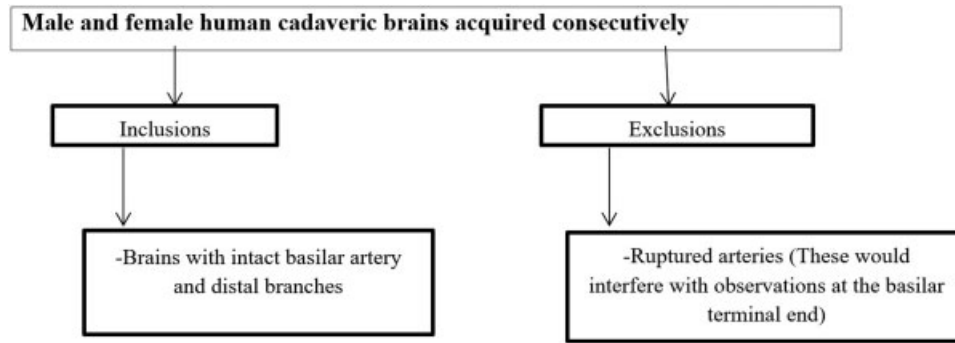 Male and female human cadaveric brains acquired consecutively
Inclusions
Exclusions
-Brains with intact basilar artery
and distal branches
-Ruptured arteries (These would
interfere with observations at the basilar
terminal end)